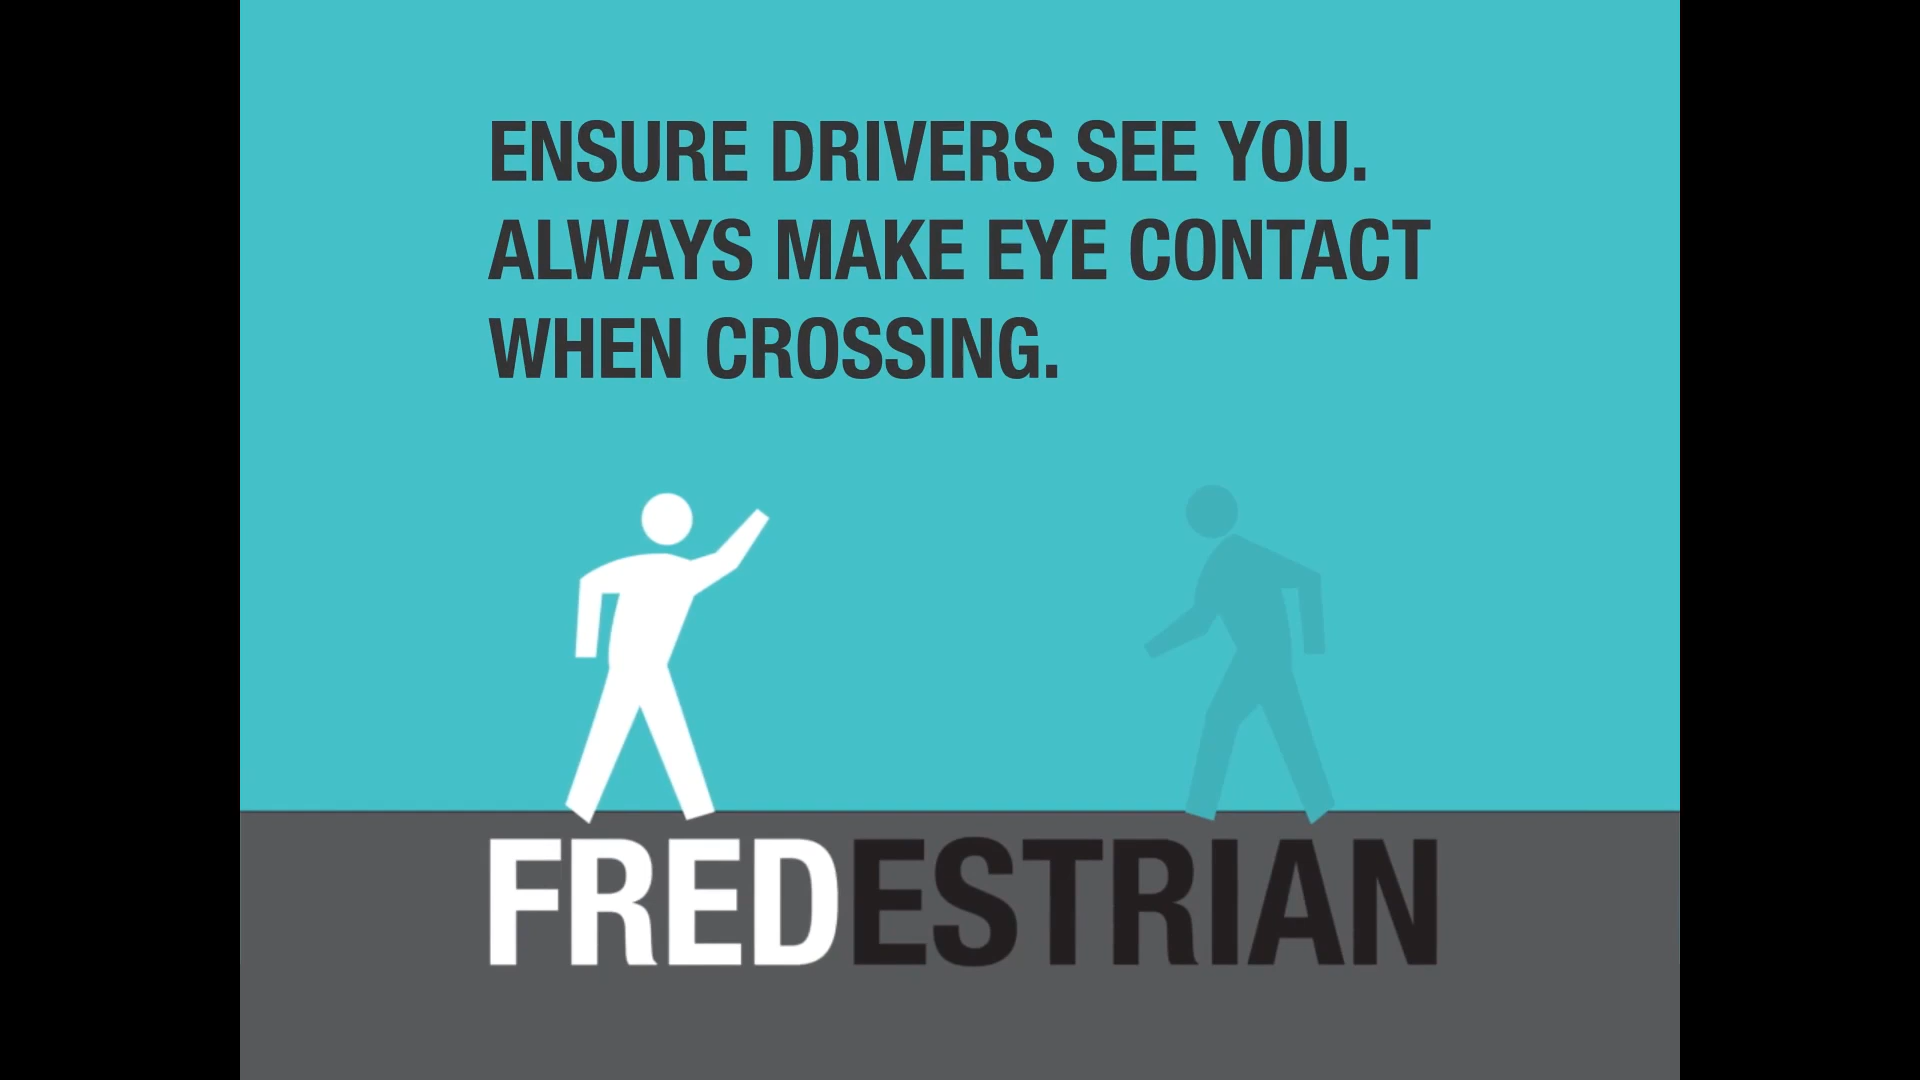 ENSURE DRIVERS SEE YOU.
ALWAYS MAKE EYE CONTACT
WHEN CROSSING.
FREDESTRIAN